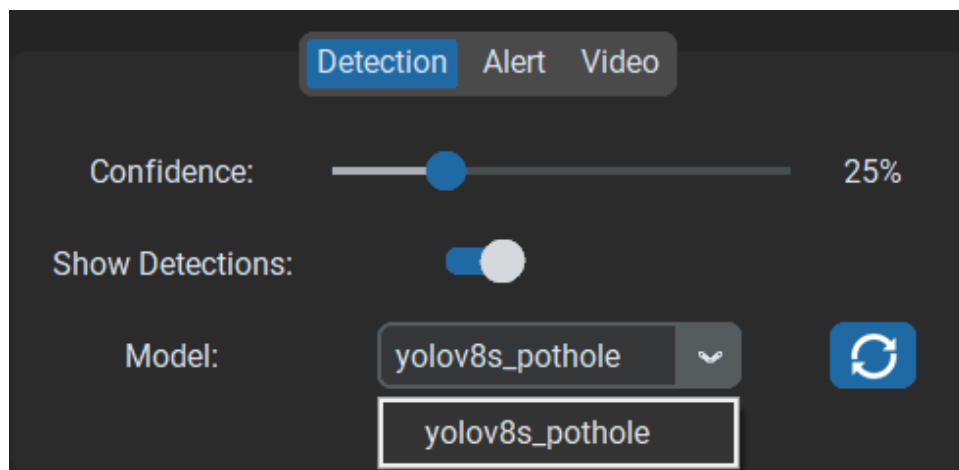 Detection Alert Video
Confidence: 25%
Show Detections:
Model: yolov8s_pothole
yolov8s_pothole